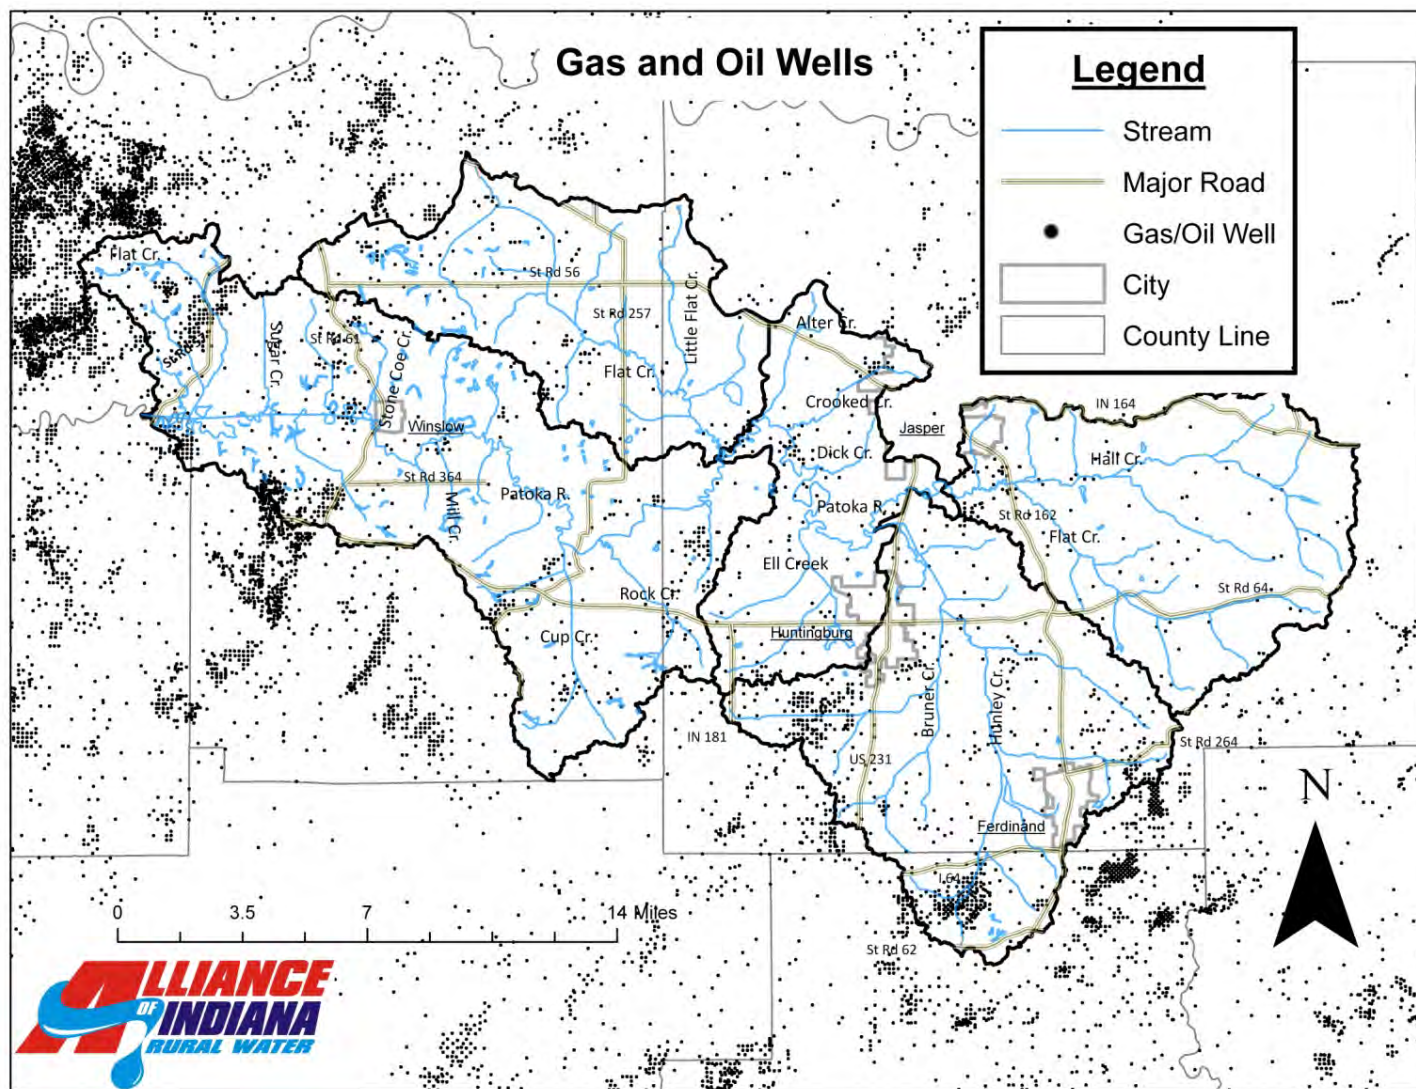 Gas and Oil Wells
Legend
Stream
Major Road
Gas/Oil Well
City
County Line
Flat Cr.
St Rd 56
St Rd 257
Little Flat Cr.
Alter Cr.
St Rd 57
Sugar Cr.
St Rd 61
Stone Coe Cr.
Flat Cr.
Crooked Cr.
IN 164
Winslow
Jasper
Dick Cr.
Hall Cr.
St Rd 364
Patoka R.
Mill Cr.
Patoka R.
St Rd 162
Flat Cr.
Ell Creek
Rock Cr.
St Rd 64
Cup Cr.
Huntingburg
Bruner Cr.
Hunley Cr.
IN 181
US 231
St Rd 264
N
Ferdinand
I 64
St Rd 62
0 3.5 7 14 Miles
ALLIANCE
OF
INDIANA
RURAL WATER